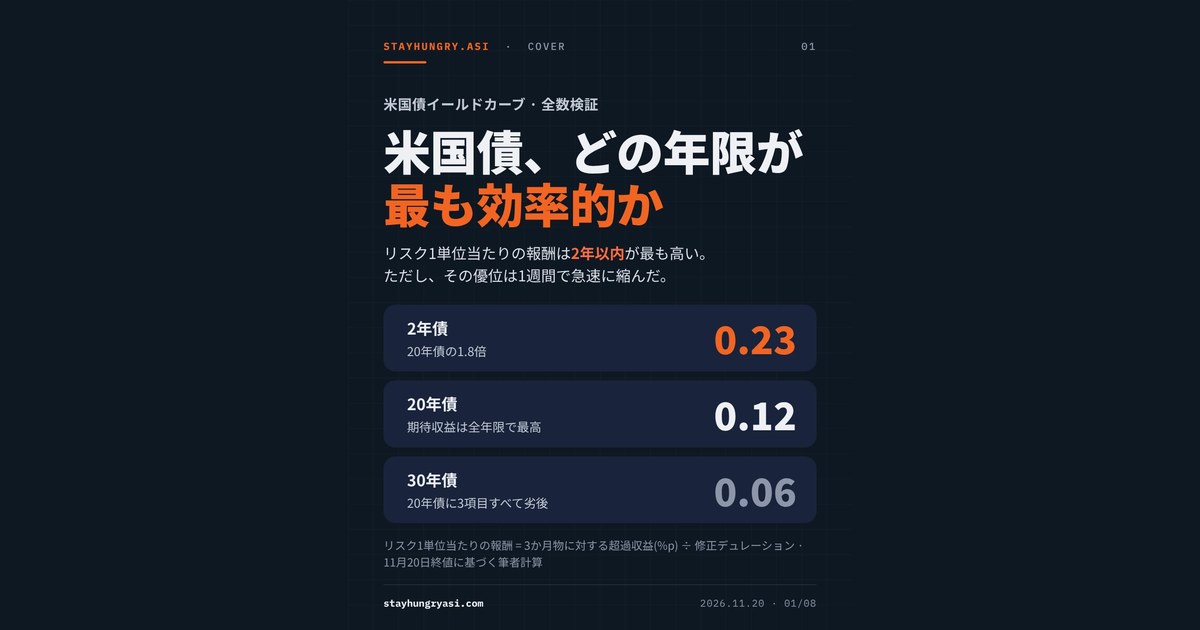 STAYHUNGRY.ASI · COVER 01
米国債イールドカーブ · 全数検証
米国債、どの年限が
最も効率的か
リスク1単位当たりの報酬は2年以内が最も高い。
ただし、その優位は1週間で急速に縮んだ。
2年債
20年債の1.8倍
0.23
20年債
期待収益は全年限で最高
0.12
30年債
20年債に3項目すべて劣後
0.06
リスク1単位当たりの報酬 = 3か月物に対する超過収益(%p) ÷ 修正デュレーション ·
11月20日終値に基づく筆者計算
stayhungryasi.com 2026.11.20 · 01/08